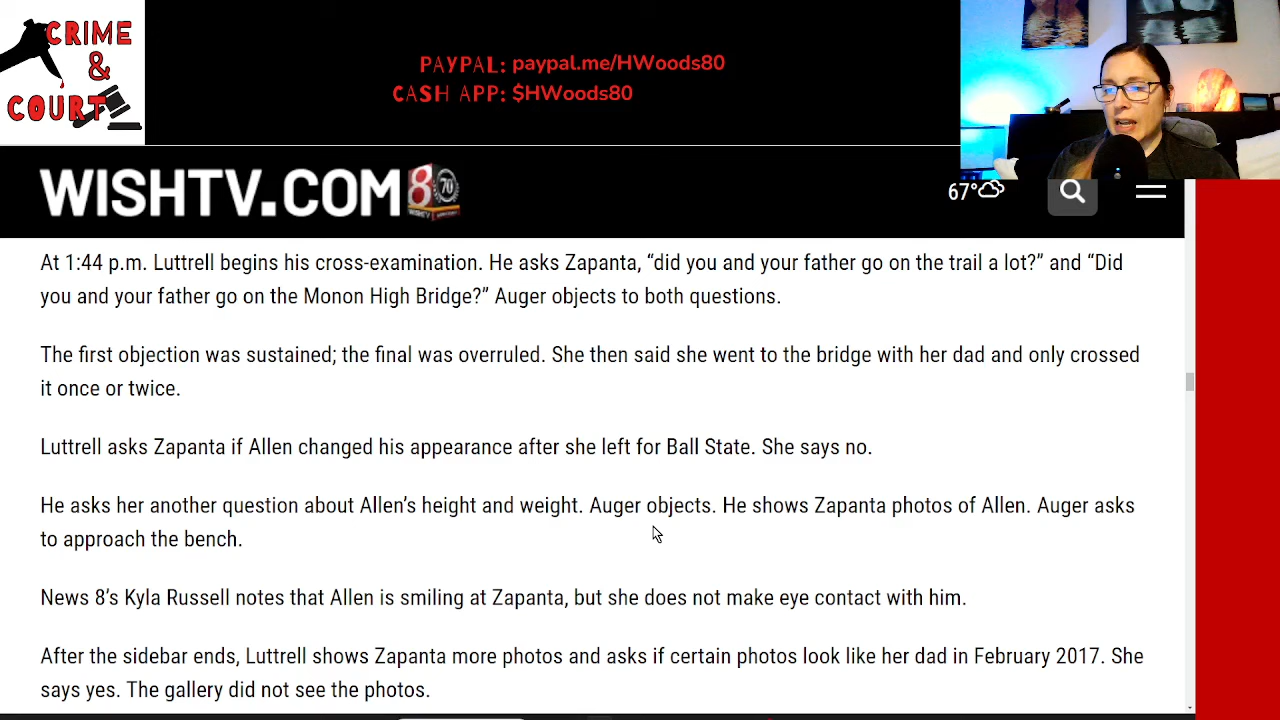 CRIME
&
COURT
PAYPAL: paypal.me/HWoods80
CASH APP: $HWoods80
WISHTV.COM 8 70
67°
At 1:44 p.m. Luttrell begins his cross-examination. He asks Zapanta, “did you and your father go on the trail a lot?” and “Did
you and your father go on the Monon High Bridge?” Auger objects to both questions.
The first objection was sustained; the final was overruled. She then said she went to the bridge with her dad and only crossed
it once or twice.
Luttrell asks Zapanta if Allen changed his appearance after she left for Ball State. She says no.
He asks her another question about Allen’s height and weight. Auger objects. He shows Zapanta photos of Allen. Auger asks
to approach the bench.
News 8’s Kyla Russell notes that Allen is smiling at Zapanta, but she does not make eye contact with him.
After the sidebar ends, Luttrell shows Zapanta more photos and asks if certain photos look like her dad in February 2017. She
says yes. The gallery did not see the photos.